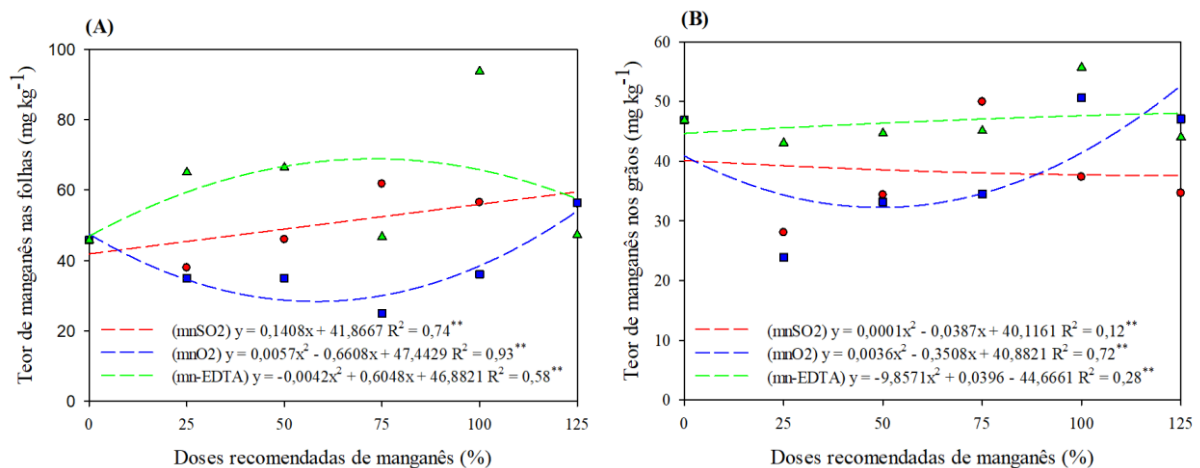 (A)
Teor de manganês nas folhas (mg kg⁻¹)
100
80
60
40
20
0
(mnSO2) y = 0,1408x + 41,8667 R² = 0,74**
(mnO2) y = 0,0057x² - 0,6608x + 47,4429 R² = 0,93**
(mn-EDTA) y = -0,0042x² + 0,6048x + 46,8821 R² = 0,58**
0 25 50 75 100 125
Doses recomendadas de manganês (%)
(B)
Teor de manganês nos grãos (mg kg⁻¹)
60
50
40
30
20
10
0
(mnSO2) y = 0,0001x² - 0,0387x + 40,1161 R² = 0,12**
(mnO2) y = 0,0036x² - 0,3508x + 40,8821 R² = 0,72**
(mn-EDTA) y = -9,8571x² + 0,0396 - 44,6661 R² = 0,28**
0 25 50 75 100 125
Doses recomendadas de manganês (%)